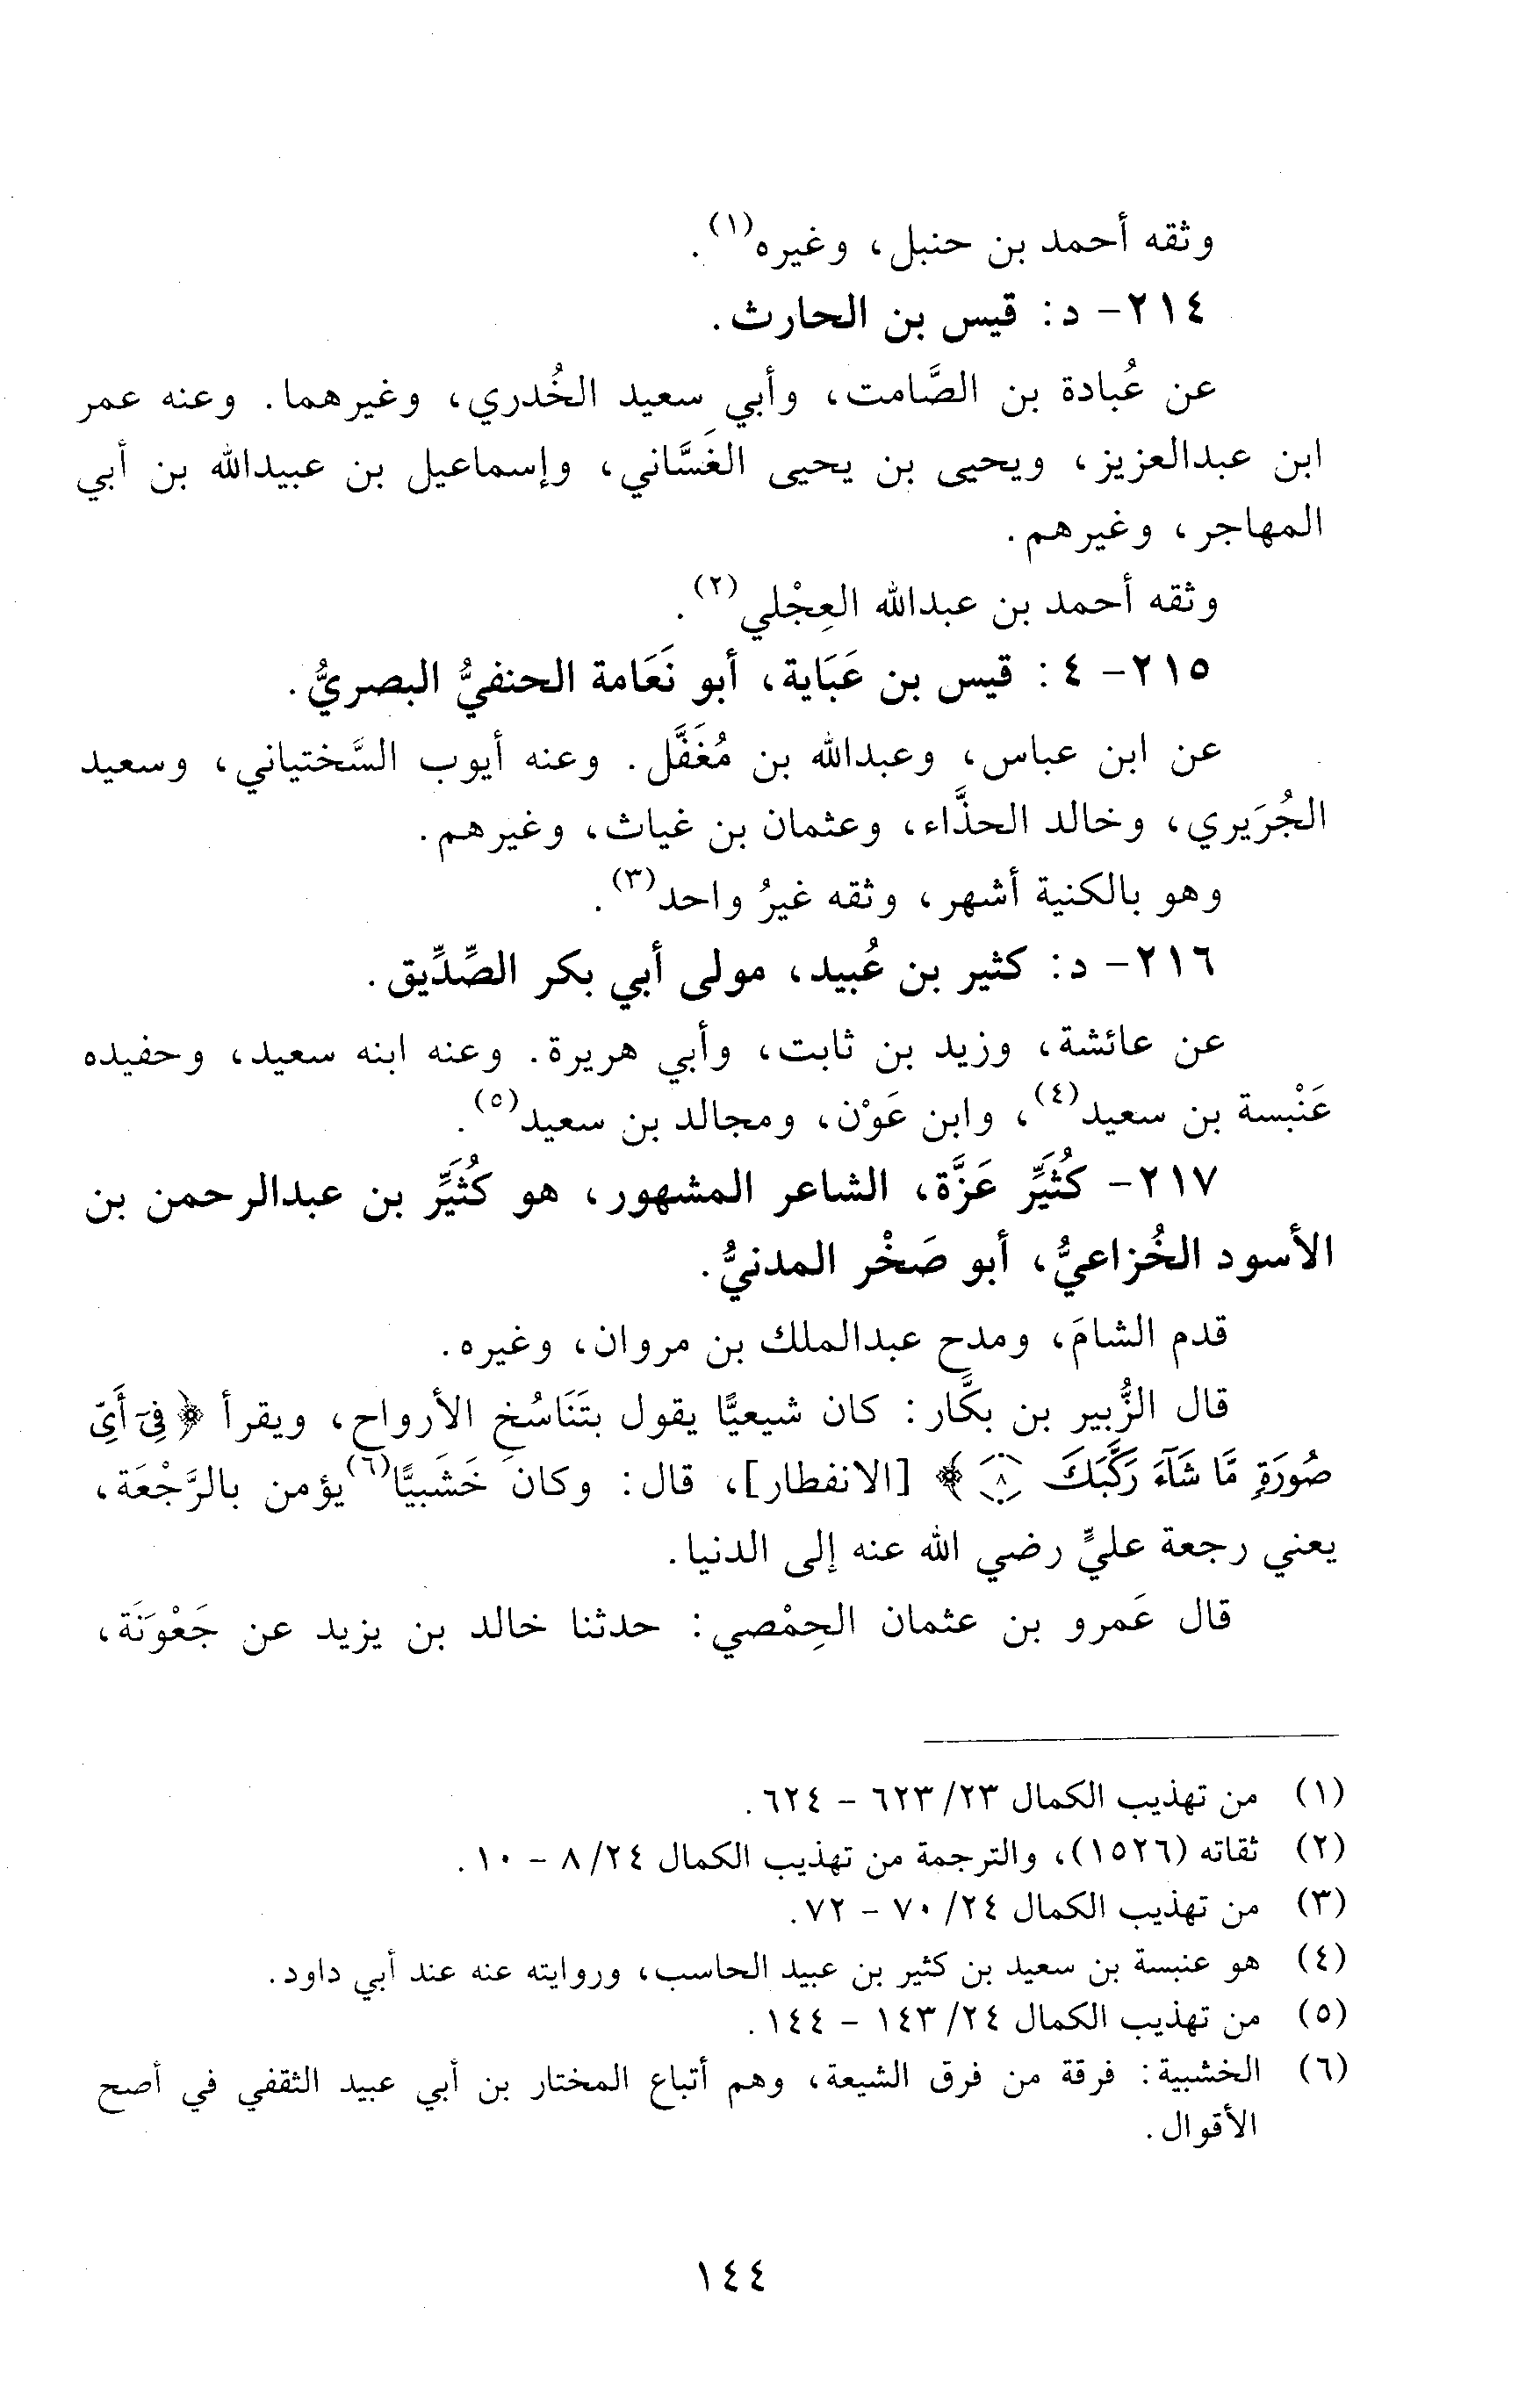 وثقه أحمد بن حنبل، وغيره(١).
٢١٤- د: قيس بن الحارث.
عن عُبادة بن الصَّامت، وأبي سعيد الخُدري، وغيرهما. وعنه عمر
ابن عبدالعزيز، ويحيى بن يحيى الغَسَّاني، وإسماعيل بن عبيدالله بن أبي
المهاجر، وغيرهم.
وثقه أحمد بن عبدالله العِجْلي(٢).
٢١٥- ٤: قيس بن عَبَاية، أبو نَعَامة الحنفيُّ البصريُّ.
عن ابن عباس، وعبدالله بن مُغَفَّل. وعنه أيوب السَّختياني، وسعيد
الجُرَيري، وخالد الحذَّاء، وعثمان بن غياث، وغيرهم.
وهو بالكنية أشهر، وثقه غيرُ واحد(٣).
٢١٦- د: كثير بن عُبيد، مولى أبي بكر الصِّدِّيق.
عن عائشة، وزيد بن ثابت، وأبي هريرة. وعنه ابنه سعيد، وحفيده
عَنْبسة بن سعيد(٤)، وابن عَوْن، ومجالد بن سعيد(٥).
٢١٧- كُثَيِّر عَزَّة، الشاعر المشهور، هو كُثَيِّر بن عبدالرحمن بن
الأسود الخُزاعيُّ، أبو صَخْر المدنيُّ.
قدم الشامَ، ومدح عبدالملك بن مروان، وغيره.
قال الزُّبير بن بكَّار: كان شيعيًّا يقول بتَنَاسُخِ الأرواح، ويقرأ ﴿فِىٓ أَىِّ
صُورَةٍ مَّا شَآءَ رَكَّبَكَ ٨﴾ [الانفطار]، قال: وكان خَشَبيًّا(٦) يؤمن بالرَّجْعَة،
يعني رجعة عليٍّ رضي الله عنه إلى الدنيا.
قال عَمرو بن عثمان الحِمْصي: حدثنا خالد بن يزيد عن جَعْوَنَة،
(١) من تهذيب الكمال ٢٣/ ٦٢٣ - ٦٢٤.
(٢) ثقاته (١٥٢٦)، والترجمة من تهذيب الكمال ٢٤/ ٨ - ١٠.
(٣) من تهذيب الكمال ٢٤/ ٧٠ - ٧٢.
(٤) هو عنبسة بن سعيد بن كثير بن عبيد الحاسب، وروايته عنه عند أبي داود.
(٥) من تهذيب الكمال ٢٤/ ١٤٣ - ١٤٤.
(٦) الخشبية: فرقة من فرق الشيعة، وهم أتباع المختار بن أبي عبيد الثقفي في أصح
الأقوال.
١٤٤